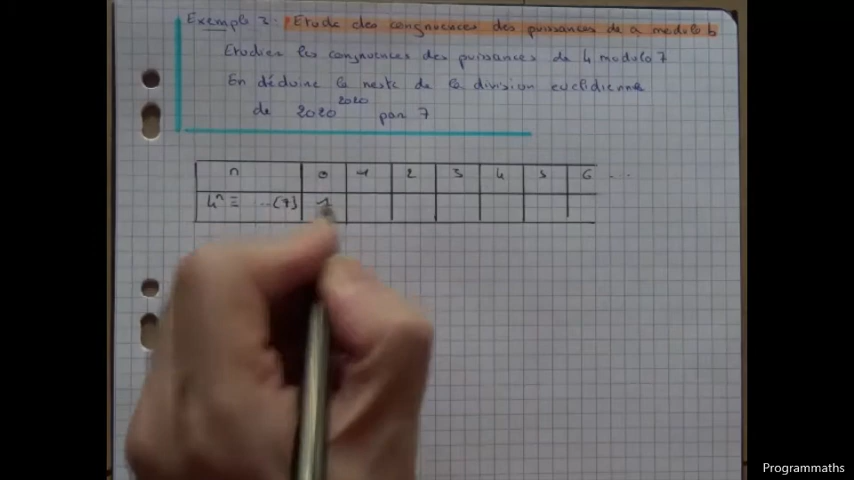 Exemple 2: Etude des congruences des puissances de a modulo b
Etudier les congruences des puissances de 4 modulo 7
En déduire le reste de la division euclidienne
de 2020^2020 par 7
n 0 1 2 3 4 5 6 ...
4^n ≡ ...[7] 1
Programmaths